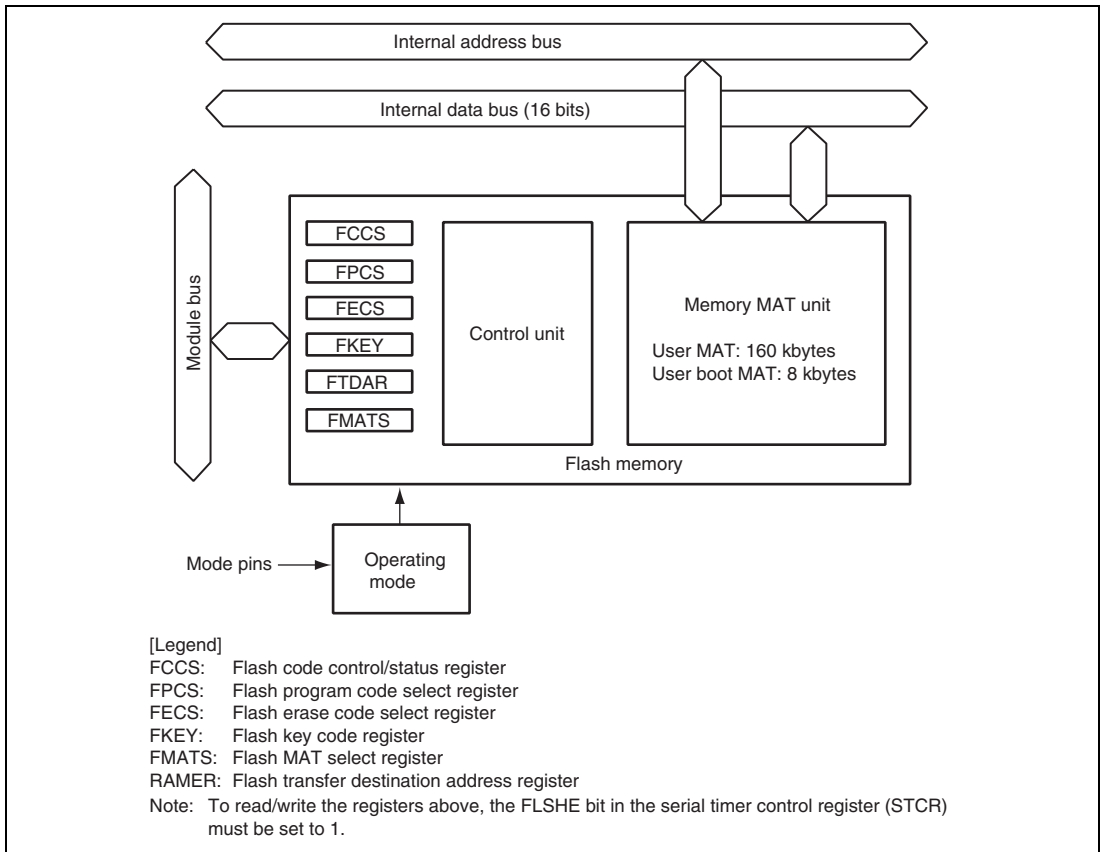 Internal address bus
Internal data bus (16 bits)
Module bus
FCCS
FPCS
FECS
FKEY
FTDAR
FMATS
Control unit
Memory MAT unit
User MAT: 160 kbytes
User boot MAT: 8 kbytes
Flash memory
Mode pins
Operating
mode
[Legend]
FCCS: Flash code control/status register
FPCS: Flash program code select register
FECS: Flash erase code select register
FKEY: Flash key code register
FMATS: Flash MAT select register
RAMER: Flash transfer destination address register
Note: To read/write the registers above, the FLSHE bit in the serial timer control register (STCR)
must be set to 1.